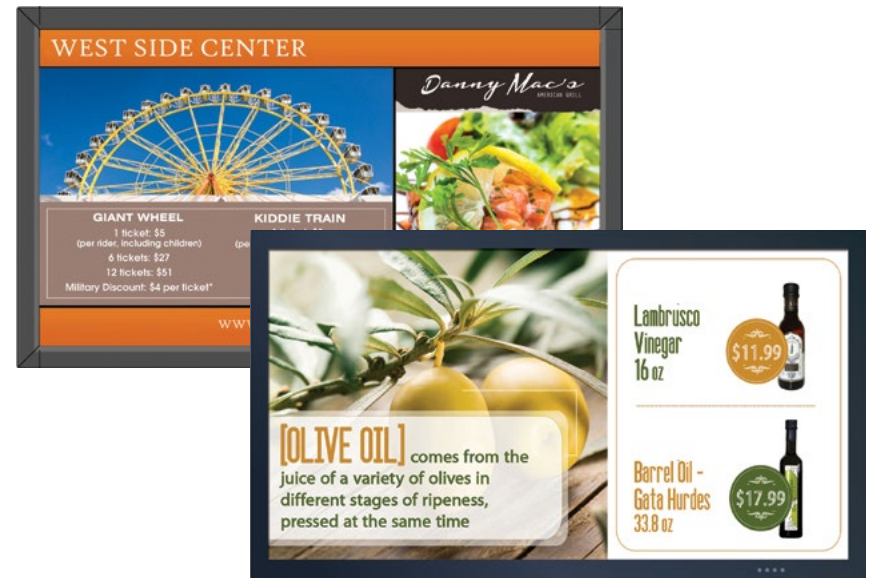 WEST SIDE CENTER
Danny Mac's
AMERICAN GRILL
GIANT WHEEL
1 ticket: $5
(per rider, including children)
6 tickets: $27
12 tickets: $51
Military Discount: $4 per ticket*
KIDDIE TRAIN
[OLIVE OIL] comes from the
juice of a variety of olives in
different stages of ripeness,
pressed at the same time
Lambrusco
Vinegar
16 oz
$11.99
Barrel Oil -
Gata Hurdes
33.8 oz
$17.99